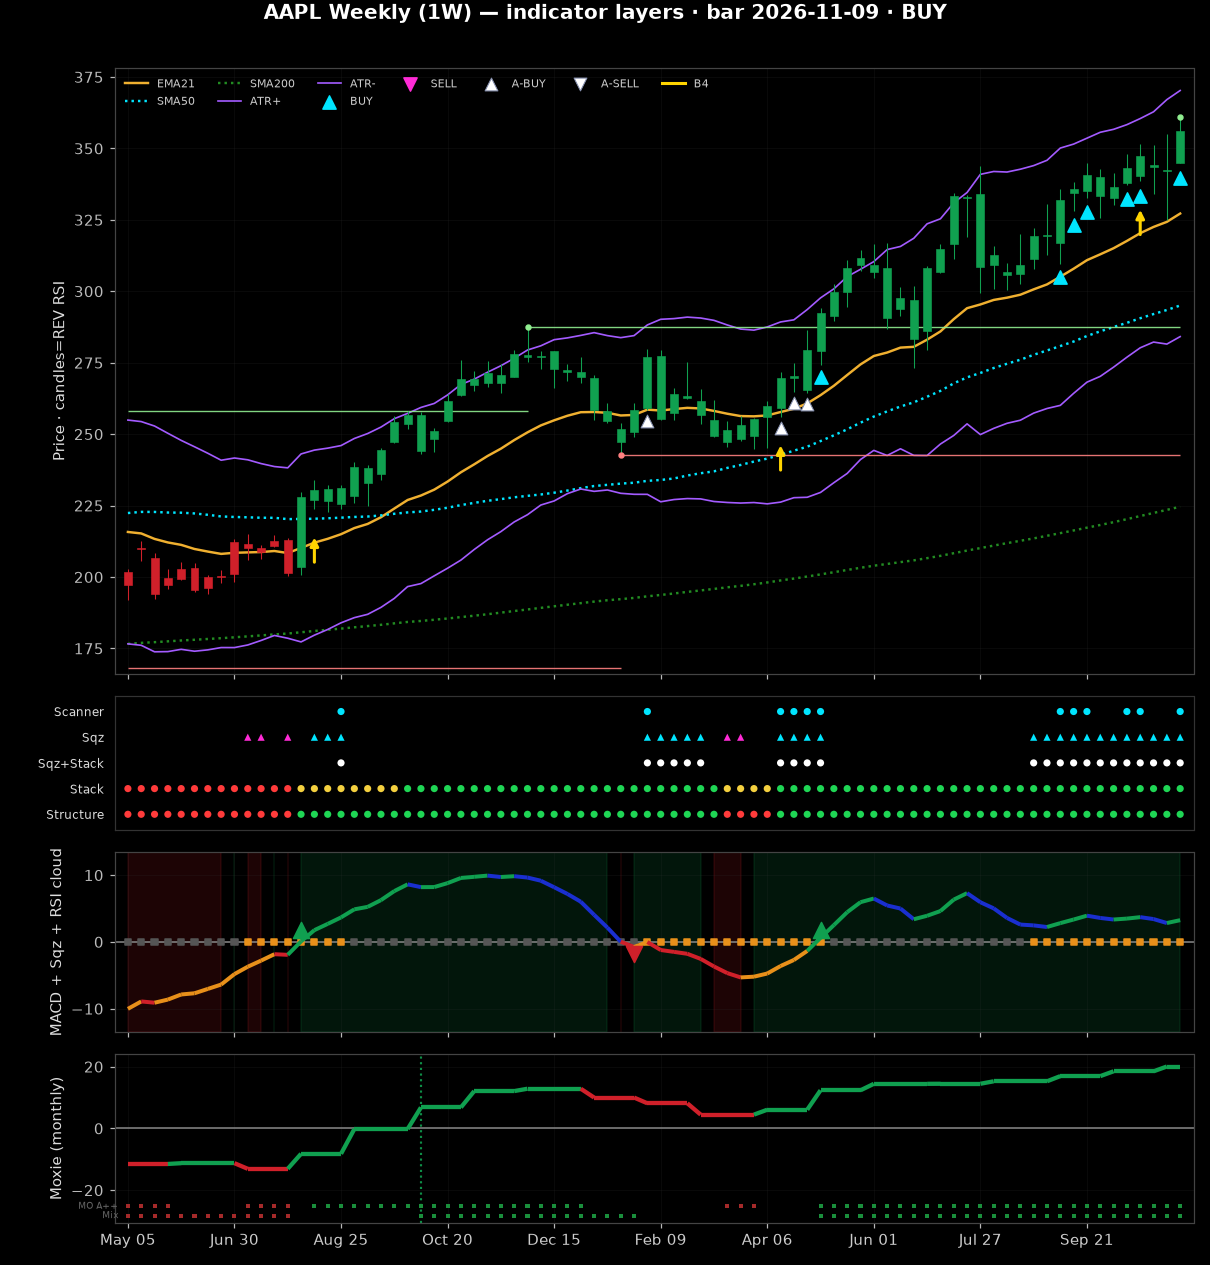 AAPL Weekly (1W) — indicator layers · bar 2026-11-09 · BUY
EMA21 SMA200 ATR- SELL A-BUY A-SELL B4
SMA50 ATR+ BUY
Price · candles=REV RSI
375
350
325
300
275
250
225
200
175
Scanner
Sqz
Sqz+Stack
Stack
Structure
MACD + Sqz + RSI cloud
10
0
−10
Moxie (monthly)
20
0
−20
MO A++
Mix
May 05 Jun 30 Aug 25 Oct 20 Dec 15 Feb 09 Apr 06 Jun 01 Jul 27 Sep 21